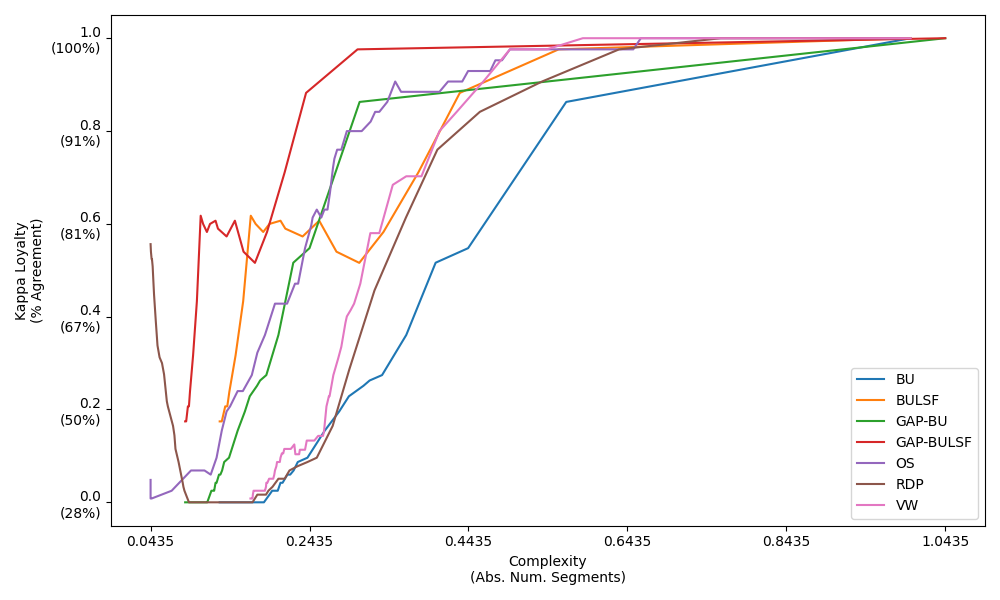 1.0
(100%)
0.8
(91%)
0.6
(81%)
0.4
(67%)
0.2
(50%)
0.0
(28%)
Kappa Loyalty
(% Agreement)
BU
BULSF
GAP-BU
GAP-BULSF
OS
RDP
VW
0.0435 0.2435 0.4435 0.6435 0.8435 1.0435
Complexity
(Abs. Num. Segments)